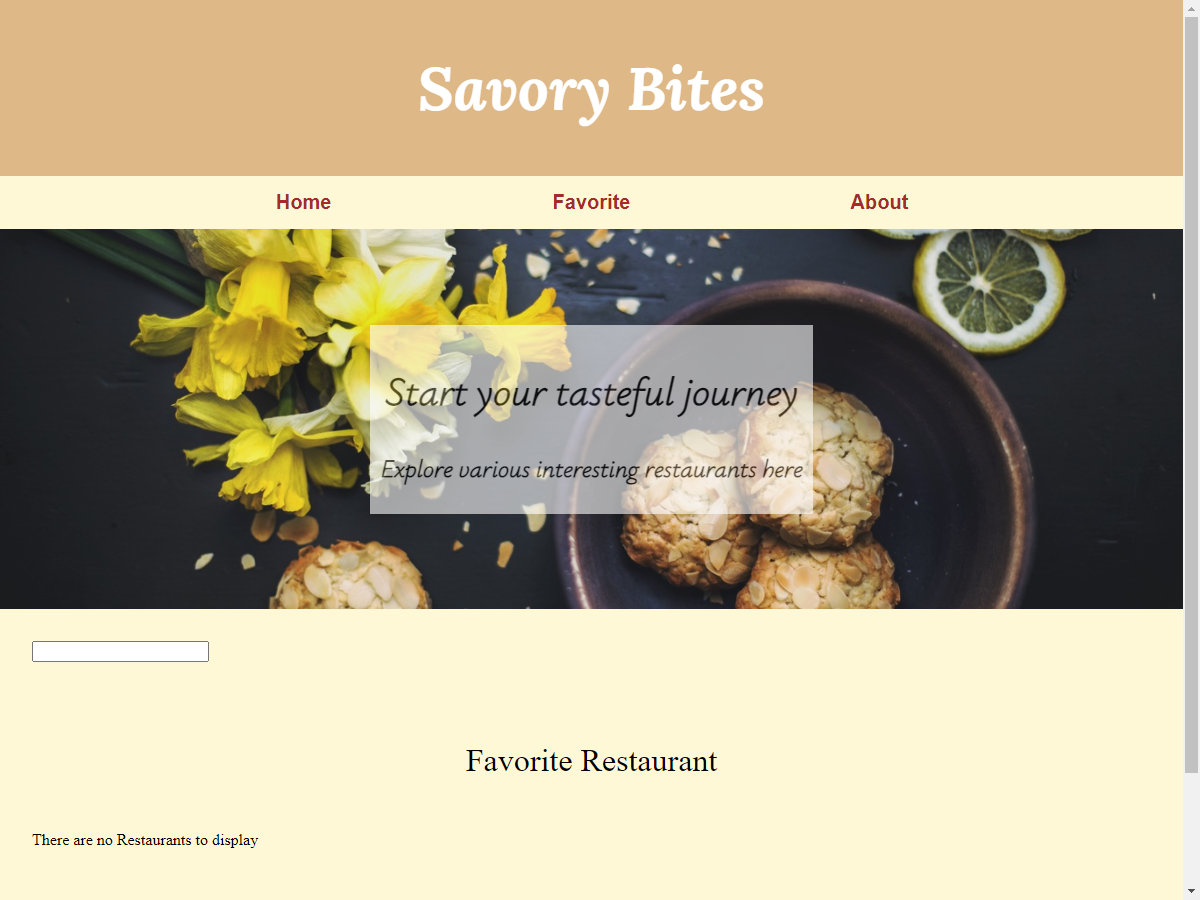 Savory Bites
Home Favorite About
Start your tasteful journey
Explore various interesting restaurants here
Favorite Restaurant
There are no Restaurants to display